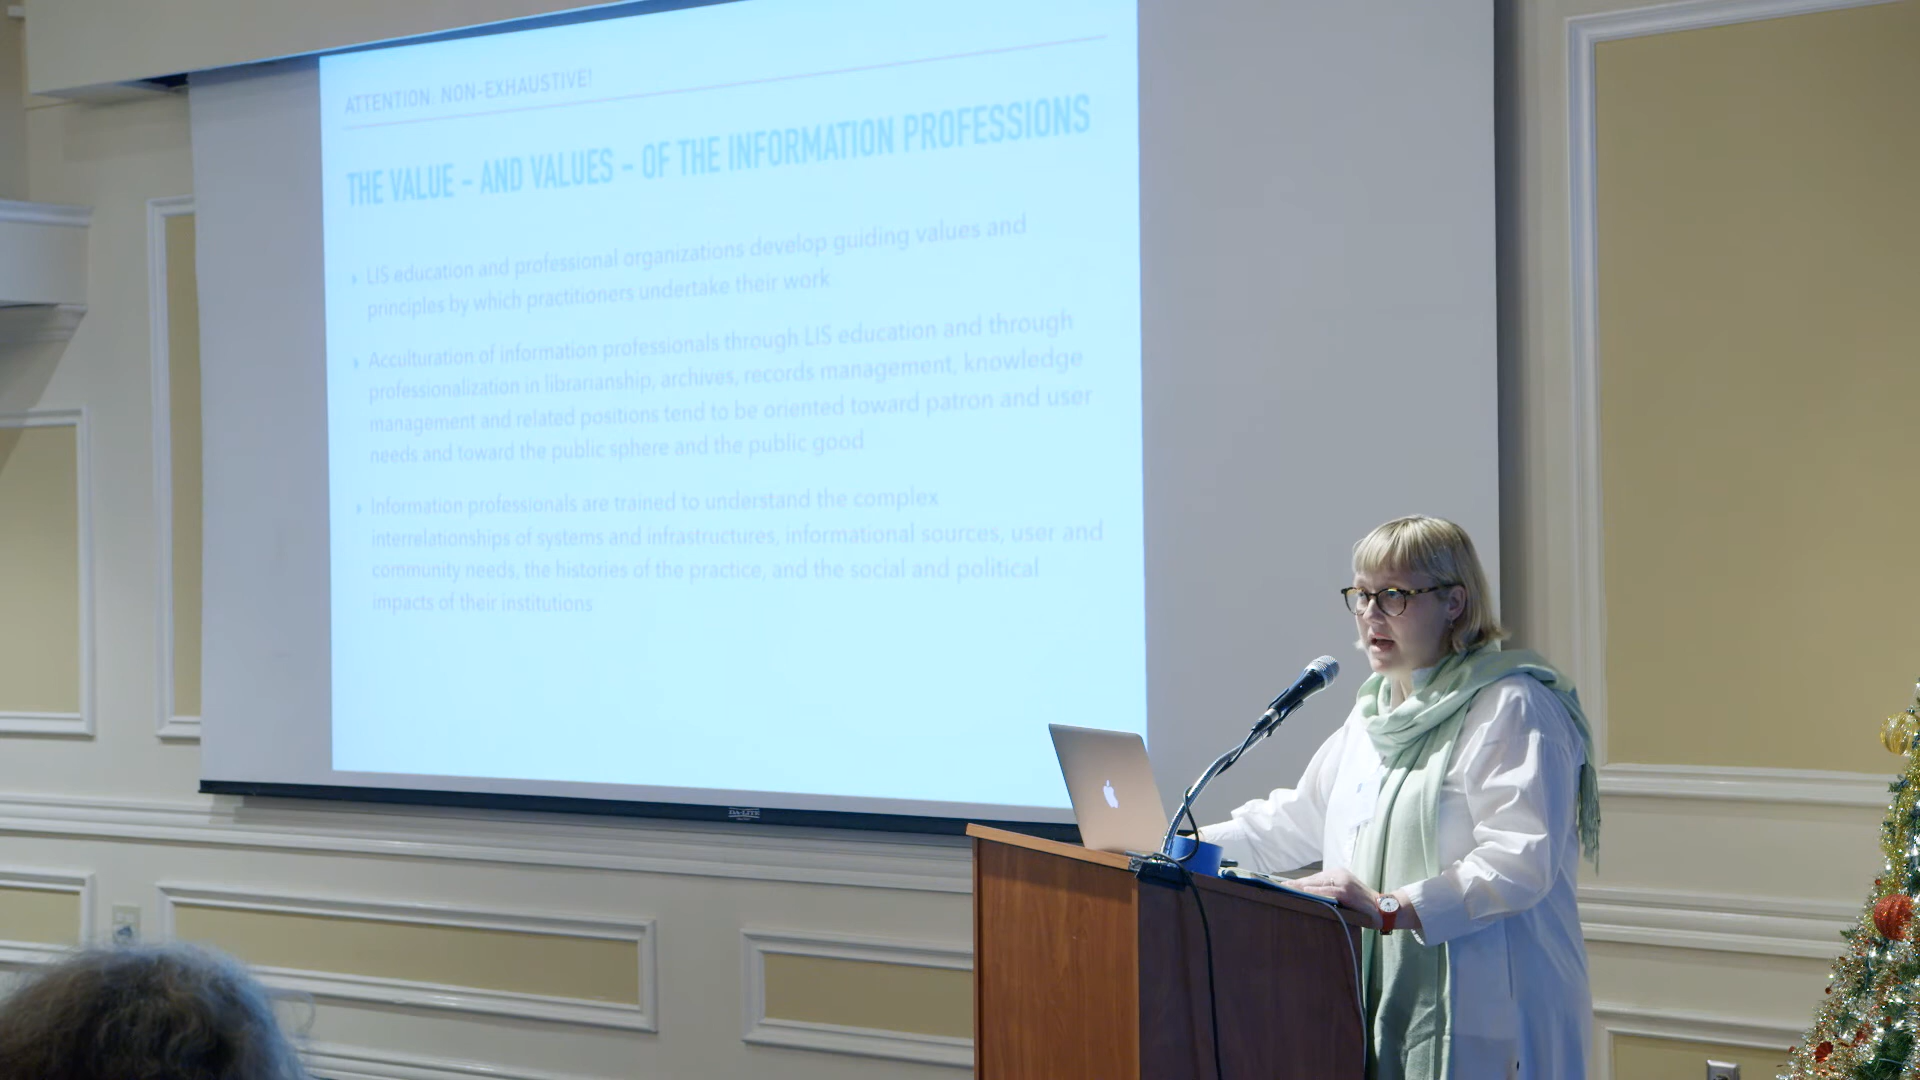 ATTENTION: NON-EXHAUSTIVE!
THE VALUE – AND VALUES – OF THE INFORMATION PROFESSIONS
LIS education and professional organizations develop guiding values and
principles by which practitioners undertake their work
Acculturation of information professionals through LIS education and through
professionalization in librarianship, archives, records management, knowledge
management and related positions tend to be oriented toward patron and user
needs and toward the public sphere and the public good
Information professionals are trained to understand the complex
interrelationships of systems and infrastructures, informational sources, user and
community needs, the histories of the practice, and the social and political
impacts of their institutions
DA-LITE